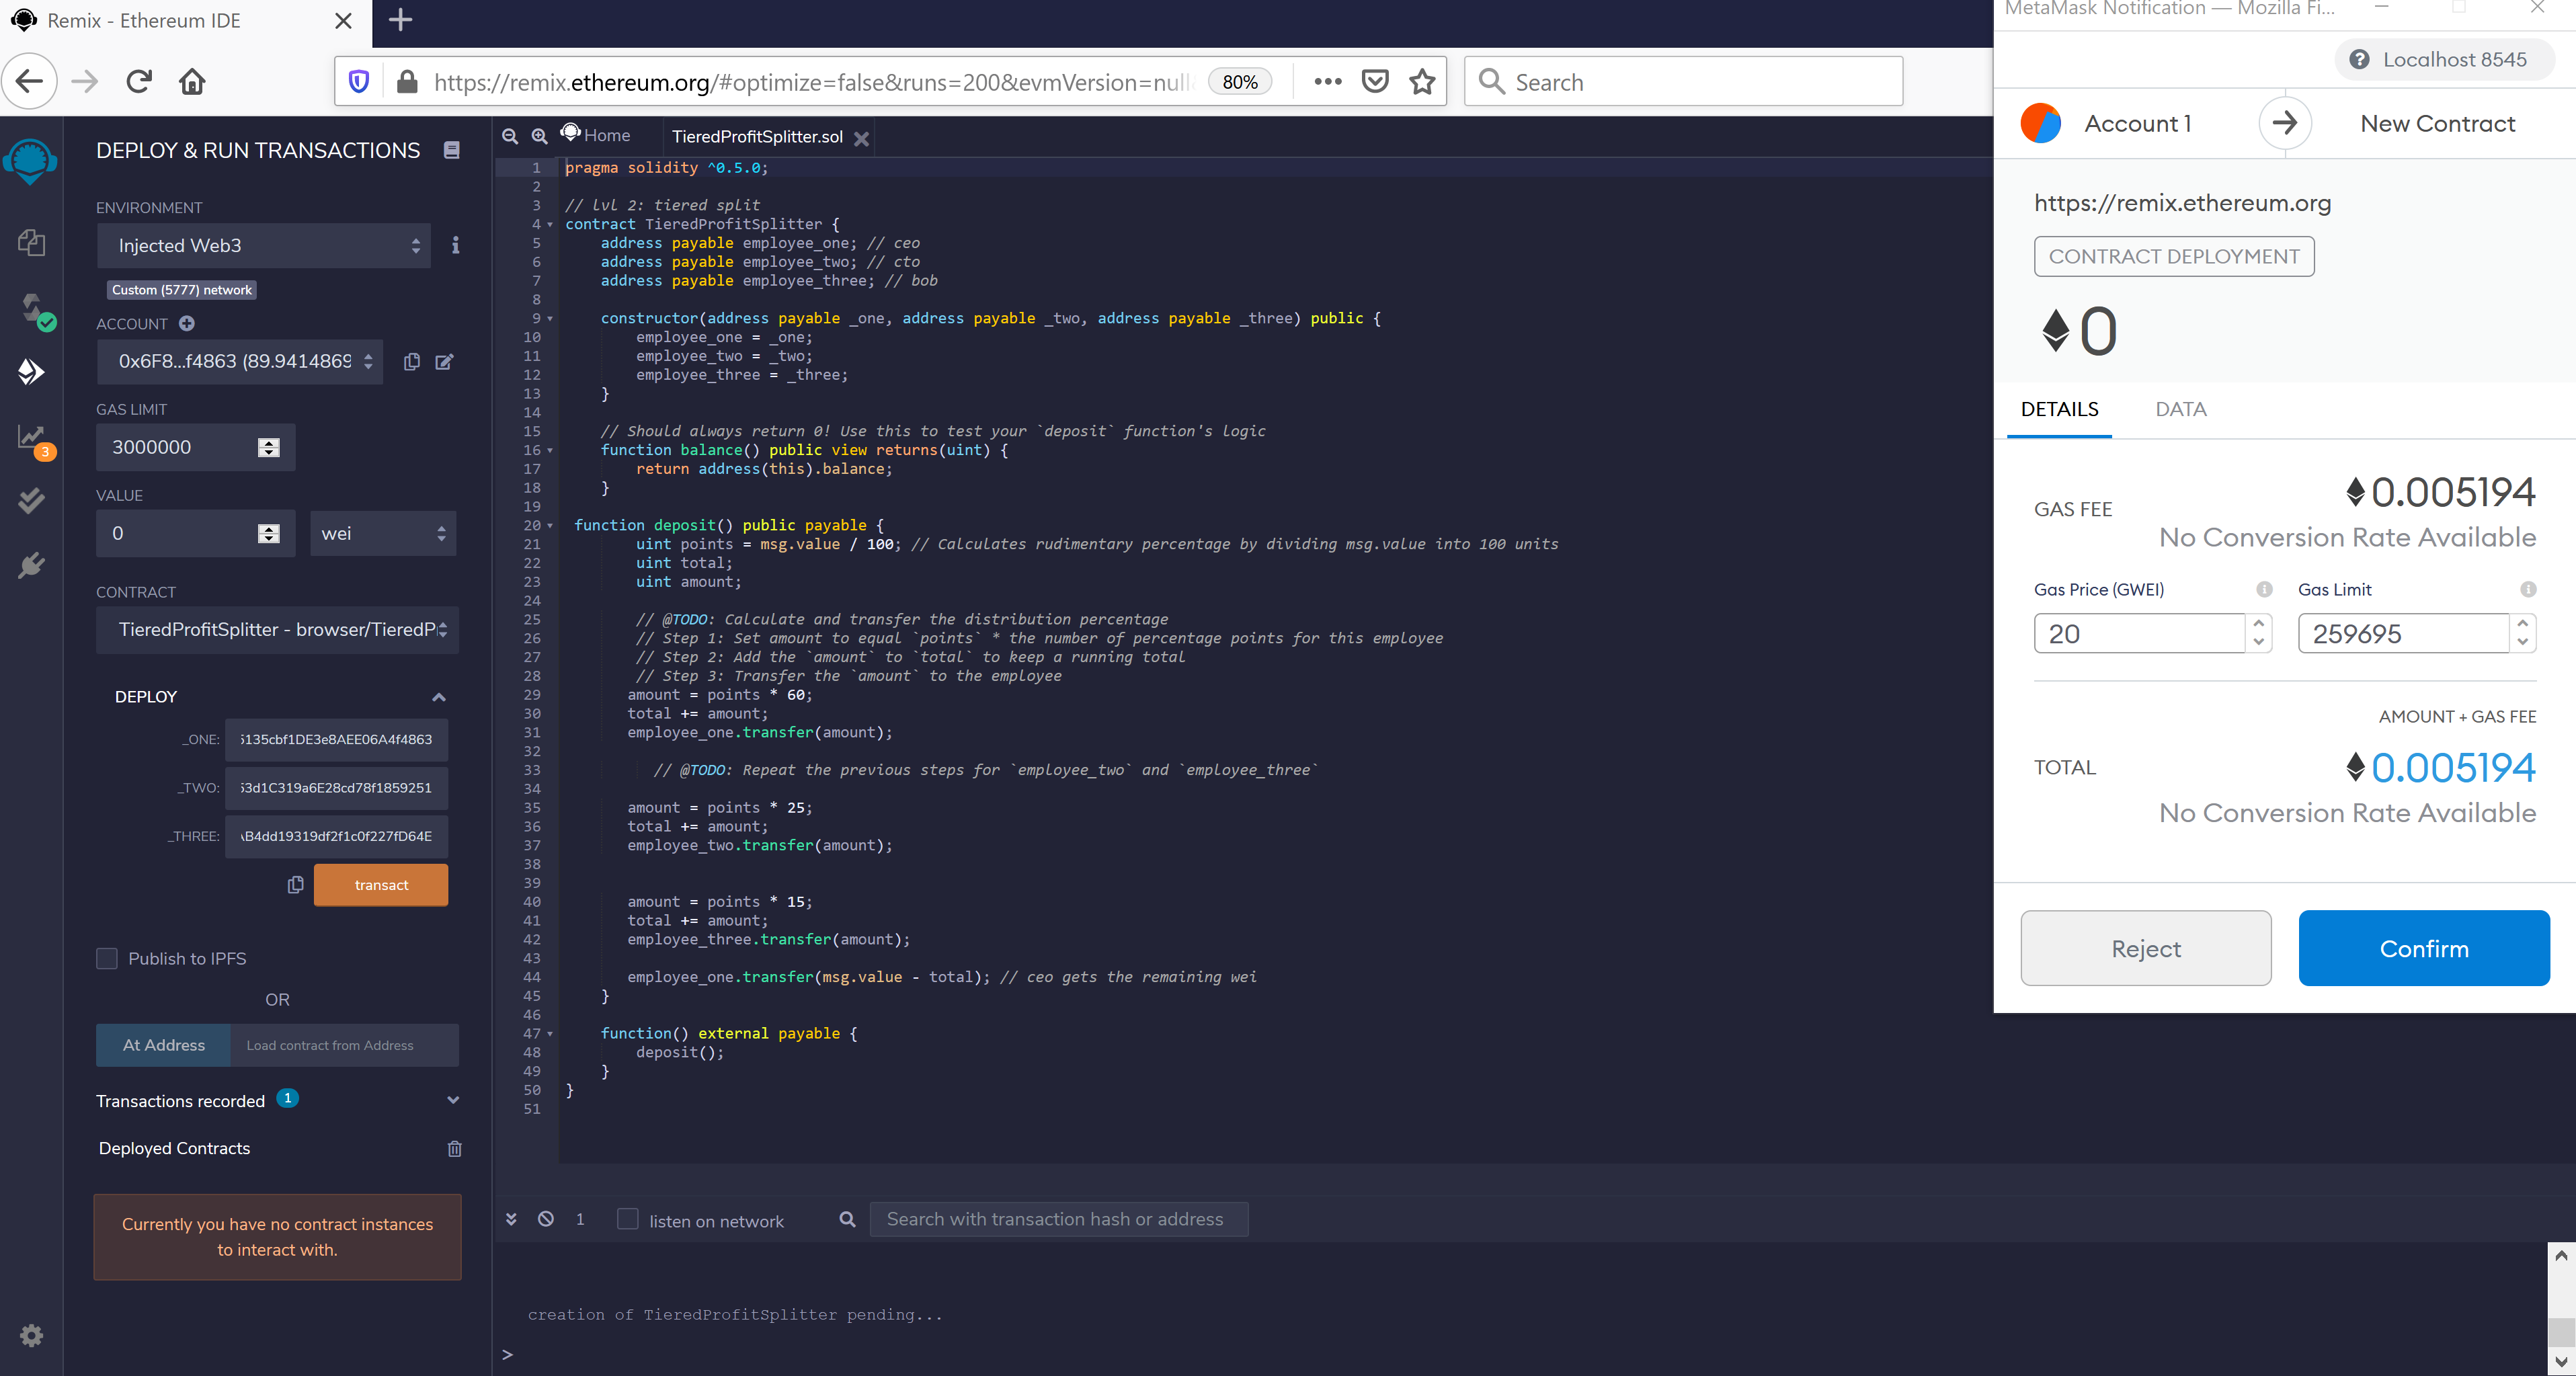 Remix - Ethereum IDE
https://remix.ethereum.org/#optimize=false&runs=200&evmVersion=null
80%
Search
DEPLOY & RUN TRANSACTIONS
ENVIRONMENT
Injected Web3
Custom (5777) network
ACCOUNT
0x6F8...f4863 (89.9414869
GAS LIMIT
3000000
VALUE
0
wei
CONTRACT
TieredProfitSplitter - browser/TieredP
DEPLOY
_ONE: 5135cbf1DE3e8AEE06A4f4863
_TWO: 53d1C319a6E28cd78f1859251
_THREE: AB4dd19319df2f1c0f227fD64E
transact
Publish to IPFS
OR
At Address
Load contract from Address
Transactions recorded 1
Deployed Contracts
Currently you have no contract instances
to interact with.
3
Home
TieredProfitSplitter.sol
1 pragma solidity ^0.5.0;
2
3 // lvl 2: tiered split
4 contract TieredProfitSplitter {
5 address payable employee_one; // ceo
6 address payable employee_two; // cto
7 address payable employee_three; // bob
8
9 constructor(address payable _one, address payable _two, address payable _three) public {
10 employee_one = _one;
11 employee_two = _two;
12 employee_three = _three;
13 }
14
15 // Should always return 0! Use this to test your `deposit` function's logic
16 function balance() public view returns(uint) {
17 return address(this).balance;
18 }
19
20 function deposit() public payable {
21 uint points = msg.value / 100; // Calculates rudimentary percentage by dividing msg.value into 100 units
22 uint total;
23 uint amount;
24
25 // @TODO: Calculate and transfer the distribution percentage
26 // Step 1: Set amount to equal `points` * the number of percentage points for this employee
27 // Step 2: Add the `amount` to `total` to keep a running total
28 // Step 3: Transfer the `amount` to the employee
29 amount = points * 60;
30 total += amount;
31 employee_one.transfer(amount);
32
33 // @TODO: Repeat the previous steps for `employee_two` and `employee_three`
34
35 amount = points * 25;
36 total += amount;
37 employee_two.transfer(amount);
38
39
40 amount = points * 15;
41 total += amount;
42 employee_three.transfer(amount);
43
44 employee_one.transfer(msg.value - total); // ceo gets the remaining wei
45 }
46
47 function() external payable {
48 deposit();
49 }
50 }
51
1
listen on network
Search with transaction hash or address
creation of TieredProfitSplitter pending...
>
MetaMask Notification — Mozilla Fi...
Localhost 8545
Account 1
New Contract
https://remix.ethereum.org
CONTRACT DEPLOYMENT
0
DETAILS
DATA
GAS FEE
0.005194
No Conversion Rate Available
Gas Price (GWEI)
Gas Limit
20
259695
AMOUNT + GAS FEE
TOTAL
0.005194
No Conversion Rate Available
Reject
Confirm